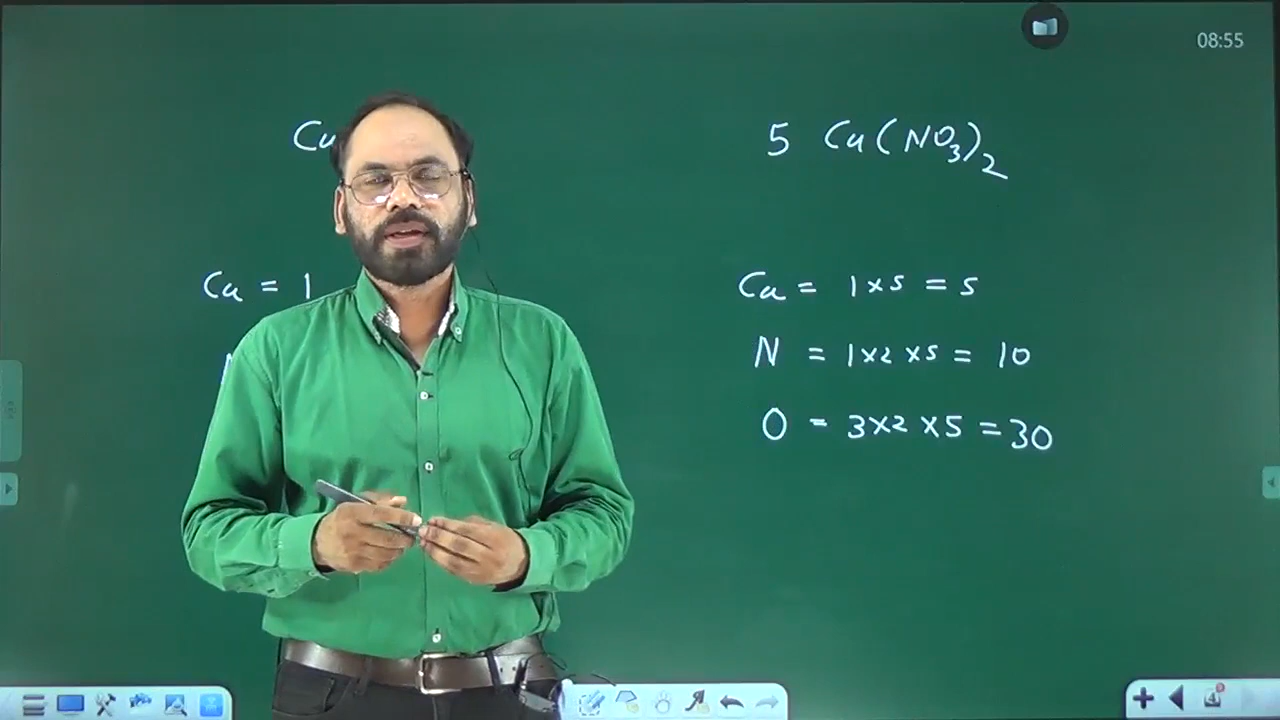 08:55
5 Cu(NO3)2
Cu = 1
Cu = 1×5 = 5
N = 1×2×5 = 10
O = 3×2×5 = 30